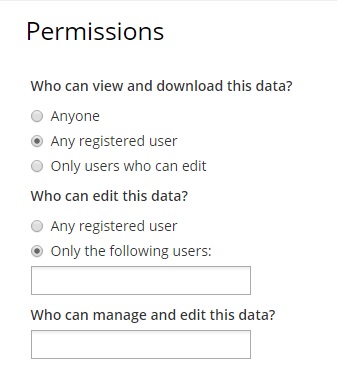 Permissions
Who can view and download this data?
Anyone
Any registered user
Only users who can edit
Who can edit this data?
Any registered user
Only the following users:
Who can manage and edit this data?